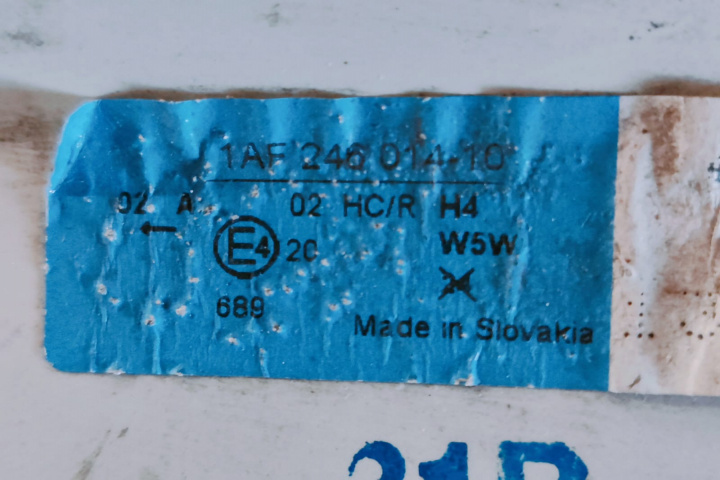 1AF 246 014-10
02 A 02 HC/R H4
E4 20 W5W
689
Made in Slovakia